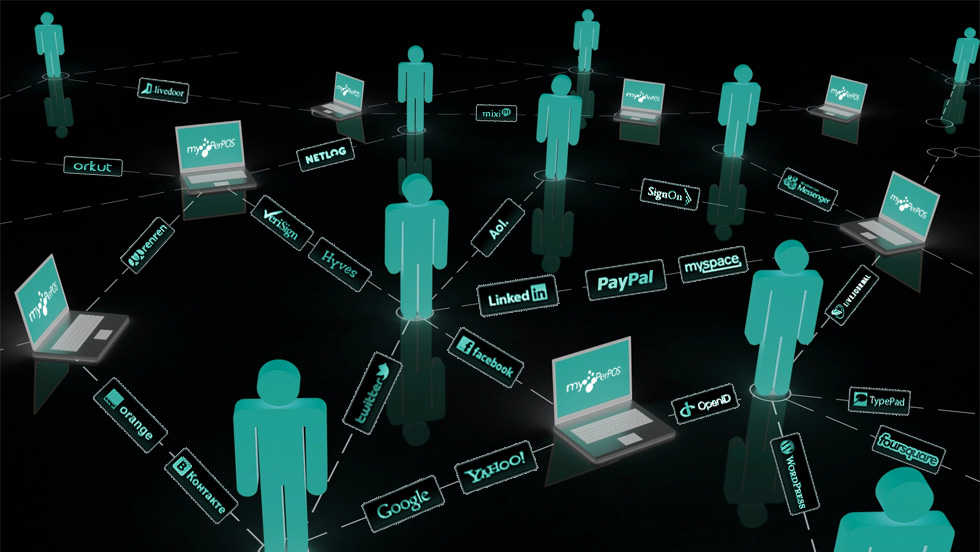 livedoor
myPerPOS
mixi
myPerPOS
myPerPOS
orkut
myPerPOS
NETLOG
SignOn
Messenger
myPerPOS
renren
VeriSign
Hyves
Aol.
LinkedIn
PayPal
myspace
LIVEJOURNAL
myPerPOS
twitter
facebook
myPerPOS
OpenID
TypePad
orange
foursquare
B Контакте
Google
YAHOO!
WORDPRESS